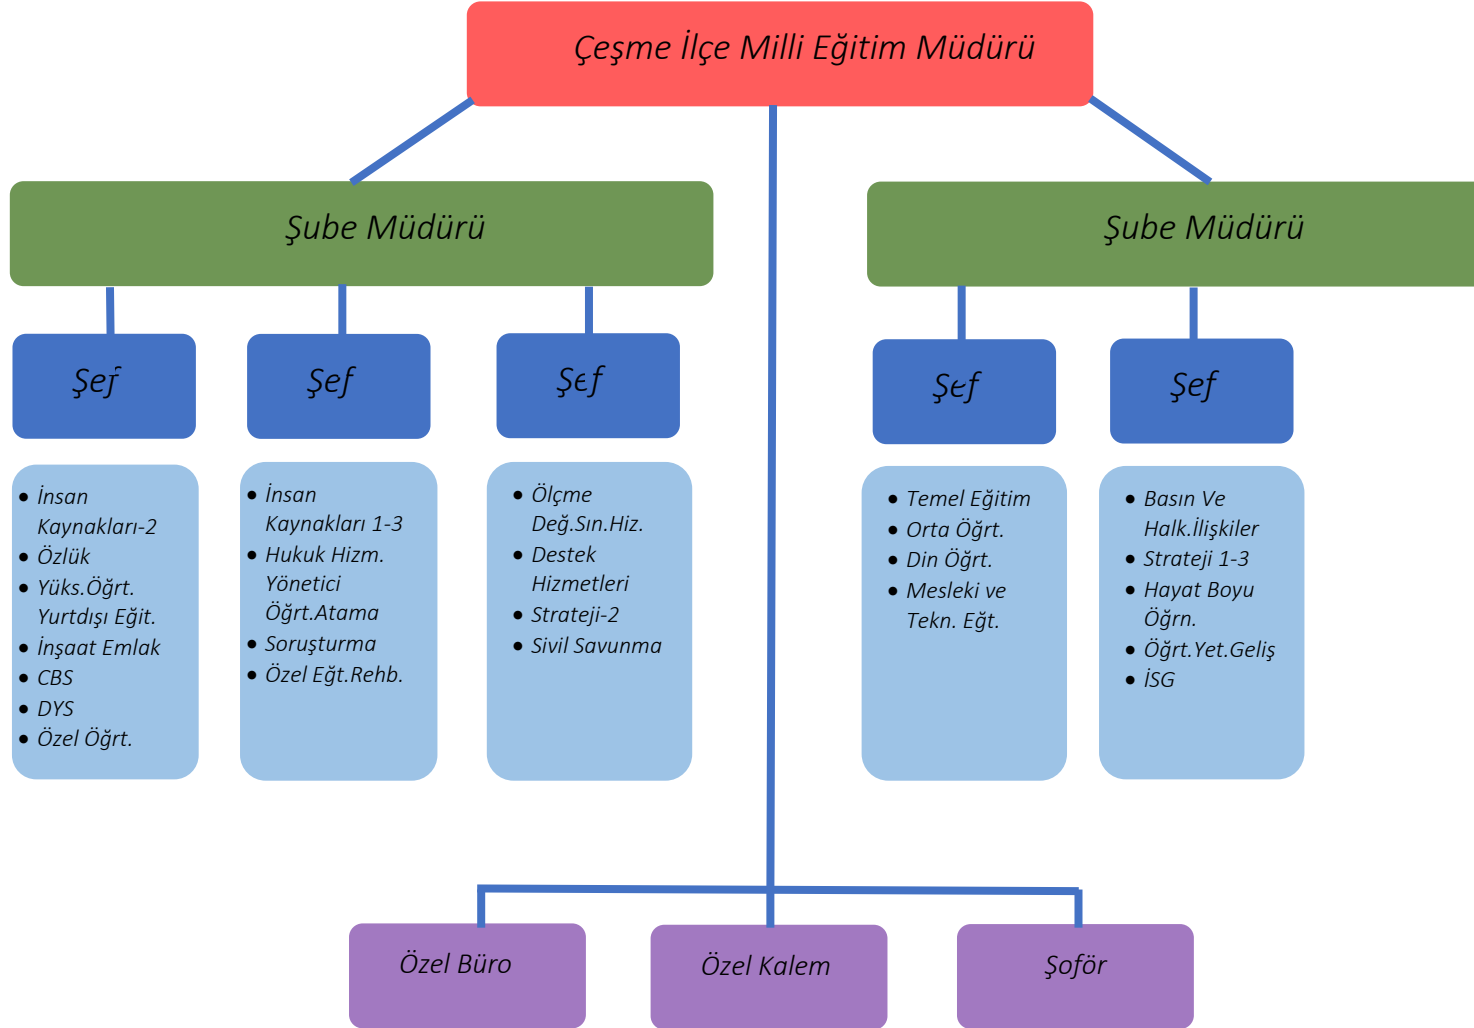 Çeşme İlçe Milli Eğitim Müdürü
Şube Müdürü
Şube Müdürü
Şef
Şef
Şef
Şef
Şef
• İnsan
Kaynakları-2
• Özlük
• Yüks.Öğrt.
Yurtdışı Eğit.
• İnşaat Emlak
• CBS
• DYS
• Özel Öğrt.
• İnsan
Kaynakları 1-3
• Hukuk Hizm.
Yönetici
Öğrt.Atama
• Soruşturma
• Özel Eğt.Rehb.
• Ölçme
Değ.Sın.Hiz.
• Destek
Hizmetleri
• Strateji-2
• Sivil Savunma
• Temel Eğitim
• Orta Öğrt.
• Din Öğrt.
• Mesleki ve
Tekn. Eğt.
• Basın Ve
Halk.İlişkiler
• Strateji 1-3
• Hayat Boyu
Öğrn.
• Öğrt.Yet.Geliş
• İSG
Özel Büro
Özel Kalem
Şoför